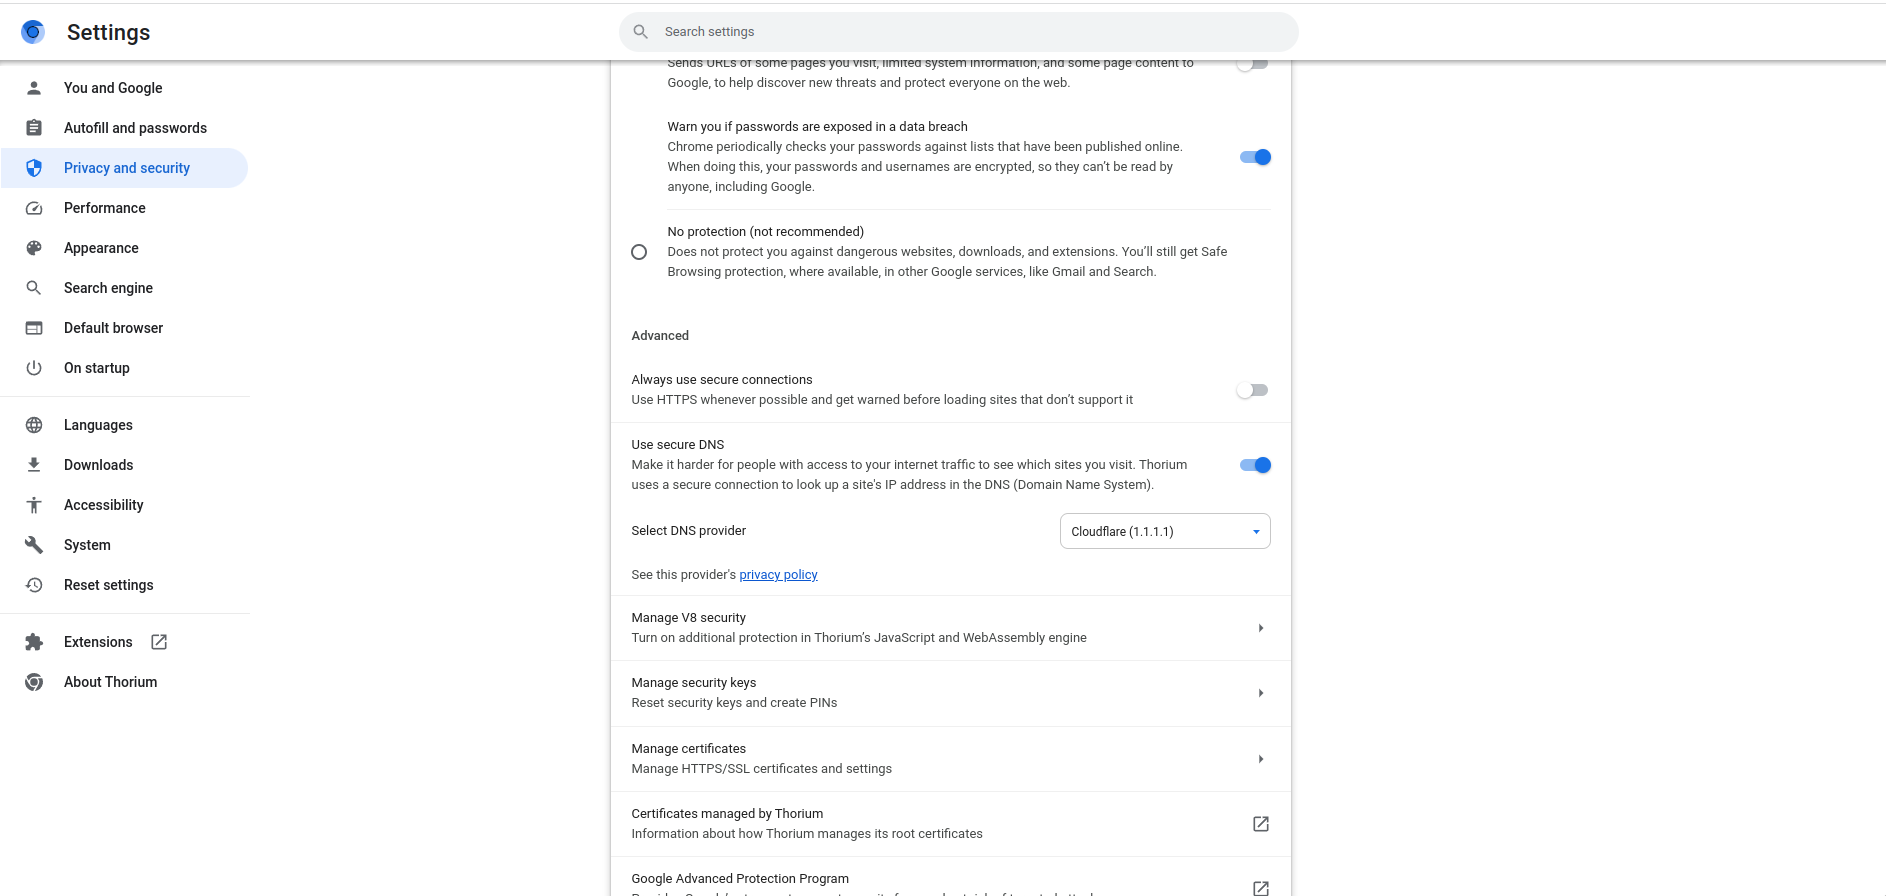 Settings
Search settings
You and Google
Autofill and passwords
Privacy and security
Performance
Appearance
Search engine
Default browser
On startup
Languages
Downloads
Accessibility
System
Reset settings
Extensions
About Thorium
Sends URLs of some pages you visit, limited system information, and some page content to
Google, to help discover new threats and protect everyone on the web.
Warn you if passwords are exposed in a data breach
Chrome periodically checks your passwords against lists that have been published online.
When doing this, your passwords and usernames are encrypted, so they can’t be read by
anyone, including Google.
No protection (not recommended)
Does not protect you against dangerous websites, downloads, and extensions. You’ll still get Safe
Browsing protection, where available, in other Google services, like Gmail and Search.
Advanced
Always use secure connections
Use HTTPS whenever possible and get warned before loading sites that don’t support it
Use secure DNS
Make it harder for people with access to your internet traffic to see which sites you visit. Thorium
uses a secure connection to look up a site's IP address in the DNS (Domain Name System).
Select DNS provider
Cloudflare (1.1.1.1)
See this provider's privacy policy
Manage V8 security
Turn on additional protection in Thorium’s JavaScript and WebAssembly engine
Manage security keys
Reset security keys and create PINs
Manage certificates
Manage HTTPS/SSL certificates and settings
Certificates managed by Thorium
Information about how Thorium manages its root certificates
Google Advanced Protection Program